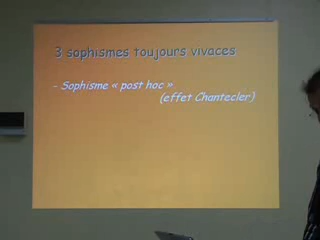 3 sophismes toujours vivaces
- Sophisme « post hoc »
(effet Chantecler)